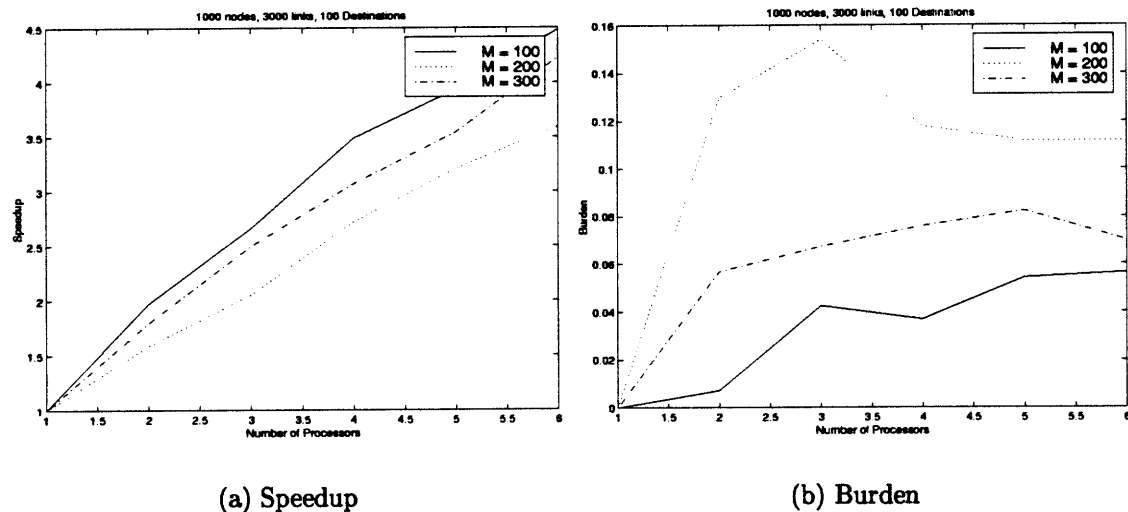 1000 nodes, 3000 links, 100 Destinations
4.5
4
3.5
3
2.5
2
1.5
1
Speedup
M = 100
M = 200
M = 300
1 1.5 2 2.5 3 3.5 4 4.5 5 5.5 6
Number of Processors
(a) Speedup
1000 nodes, 3000 links, 100 Destinations
0.16
0.14
0.12
0.1
0.08
0.06
0.04
0.02
0
Burden
M = 100
M = 200
M = 300
1 1.5 2 2.5 3 3.5 4 4.5 5 5.5 6
Number of Processors
(b) Burden